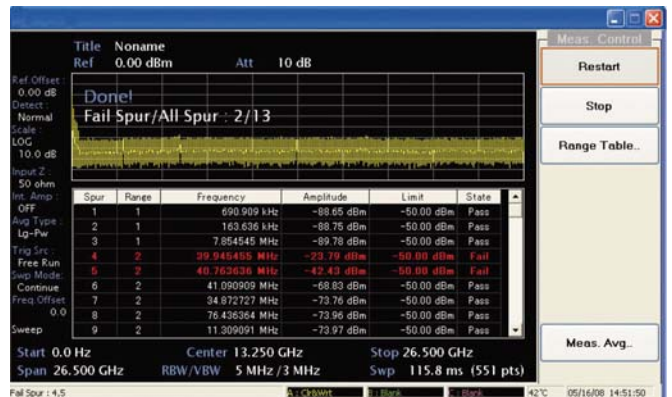 Meas. Control
Title Noname
Ref 0.00 dBm Att 10 dB
Restart
Stop
Range Table..
Meas. Avg..
Ref.Offset :
0.00 dB
Detect :
Normal
Scale :
LOG
10.0 dB
Input Z :
50 ohm
Int. Amp :
OFF
Avg Type :
Lg-Pw
Trig Src :
Free Run
Swp Mode:
Continue
Freq.Offset
0.0
Sweep
Done!
Fail Spur/All Spur : 2/13
Spur Range Frequency Amplitude Limit State
1 1 690.909 kHz -88.65 dBm -50.00 dBm Pass
2 1 163.636 kHz -88.75 dBm -50.00 dBm Pass
3 1 7.854545 MHz -89.78 dBm -50.00 dBm Pass
4 2 39.945455 MHz -23.79 dBm -50.00 dBm Fail
5 2 40.763636 MHz -42.43 dBm -50.00 dBm Fail
6 2 41.090909 MHz -68.83 dBm -50.00 dBm Pass
7 2 34.872727 MHz -73.76 dBm -50.00 dBm Pass
8 2 76.436364 MHz -73.96 dBm -50.00 dBm Pass
9 2 11.309091 MHz -73.97 dBm -50.00 dBm Pass
Start 0.0 Hz Center 13.250 GHz Stop 26.500 GHz
Span 26.500 GHz RBW/VBW 5 MHz / 3 MHz Swp 115.8 ms (551 pts)
Fail Spur : 4,5 A : Clr&Wrt B : Blank C : Blank 42°C 05/16/08 14:51:50